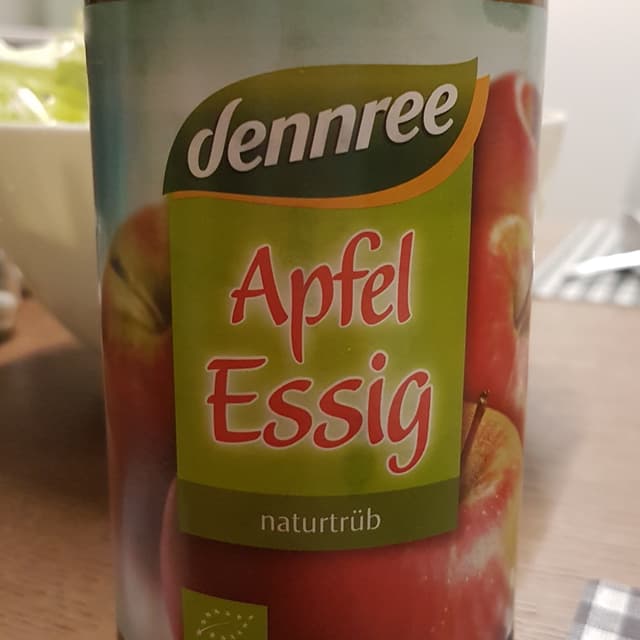 dennree
Apfel
Essig
naturtrüb